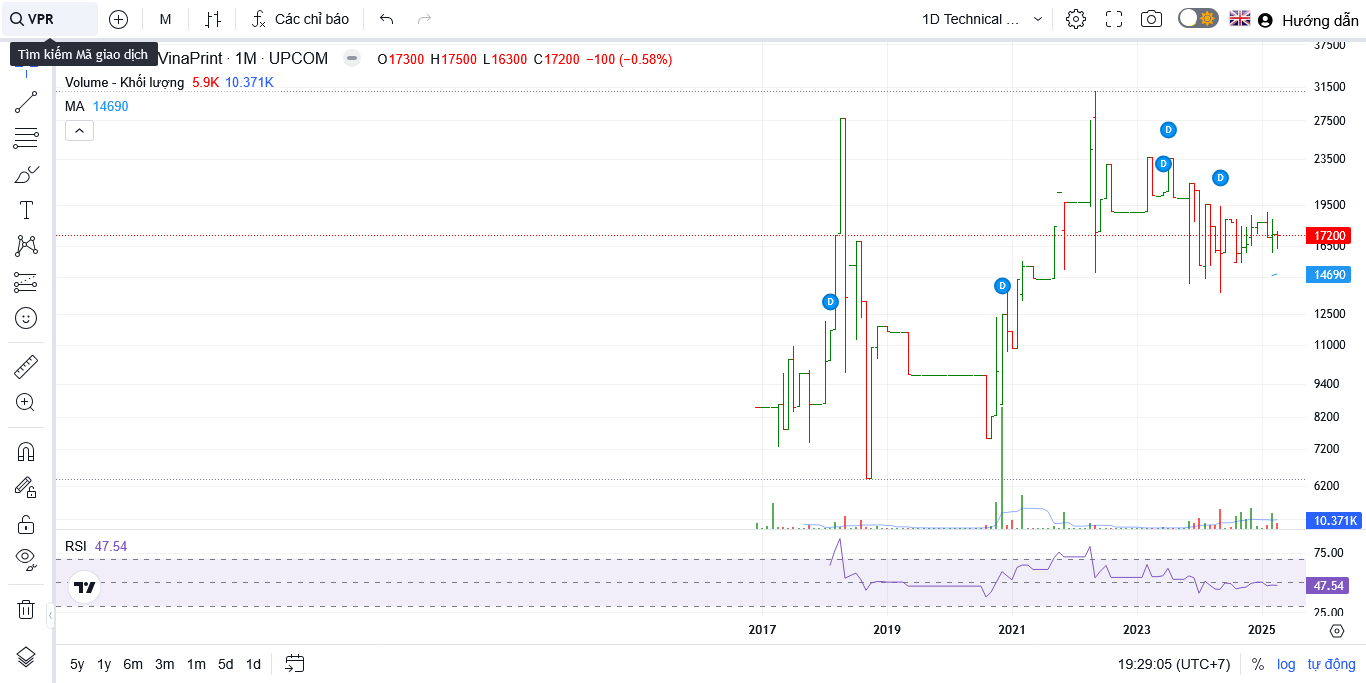 VPR
M
Các chỉ báo
1D Technical ...
Hướng dẫn
Tìm kiếm Mã giao dịch
VinaPrint · 1M · UPCOM
O17300 H17500 L16300 C17200 −100 (−0.58%)
Volume - Khối lượng 5.9K 10.371K
MA 14690
37500
31500
27500
23500
19500
17200
16500
14690
12500
11000
9400
8200
7200
6200
10.371K
D
D
D
D
D
RSI 47.54
75.00
47.54
25.00
2017 2019 2021 2023 2025
5y 1y 6m 3m 1m 5d 1d
19:29:05 (UTC+7) % log tự động